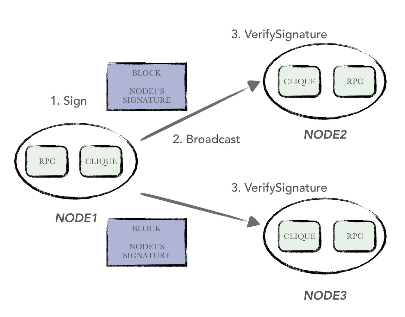 3. VerifySignature
BLOCK
NODE1'S
SIGNATURE
CLIQUE
RPC
1. Sign
2. Broadcast
NODE2
RPC
CLIQUE
3. VerifySignature
NODE1
BLOCK
NODE1'S
SIGNATURE
CLIQUE
RPC
NODE3